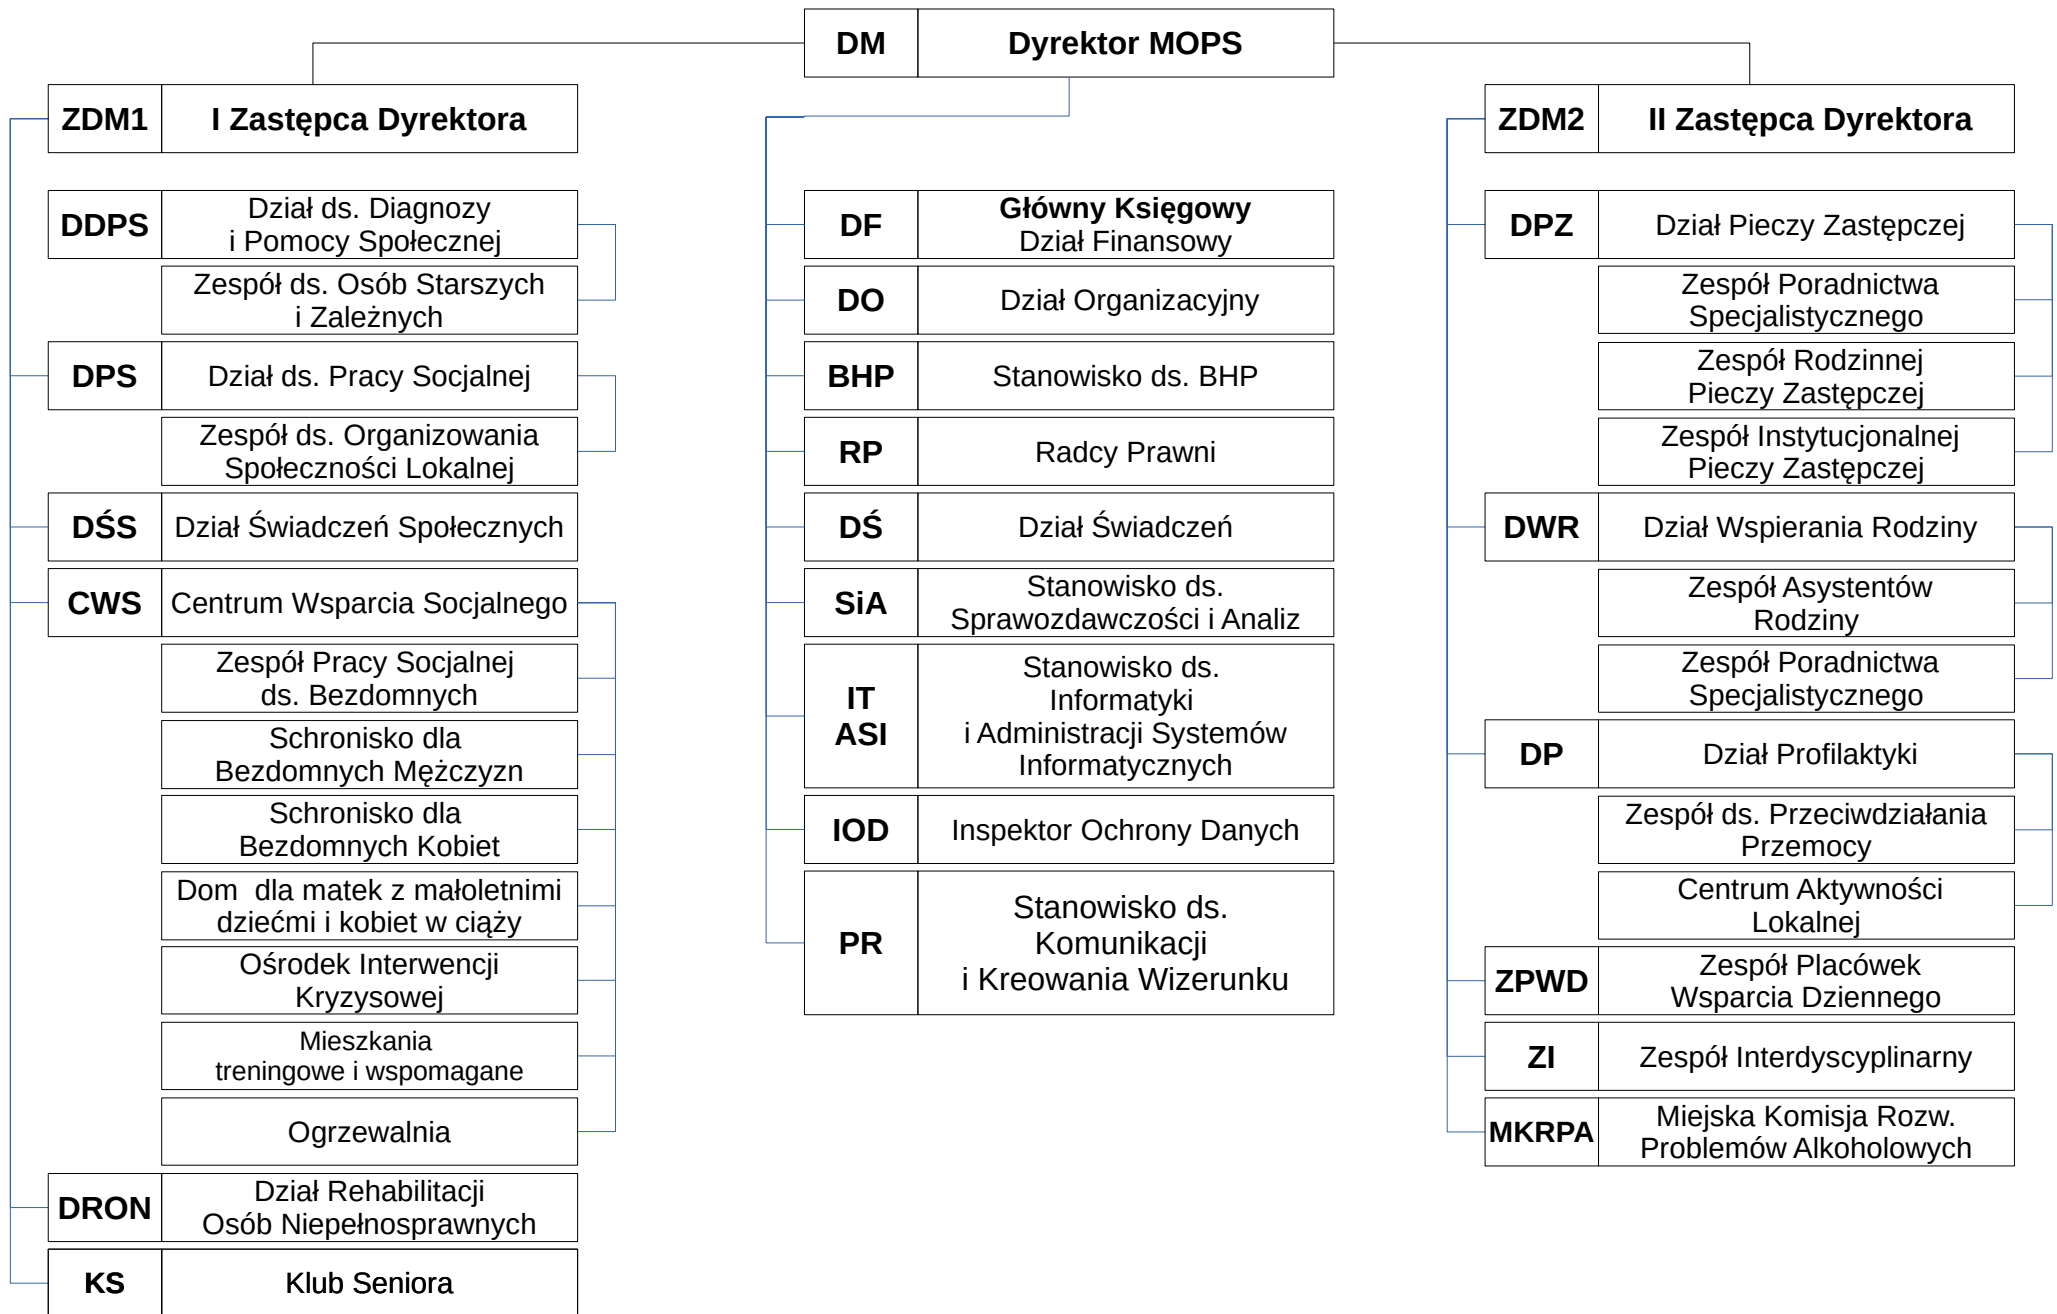 DM Dyrektor MOPS
ZDM1 I Zastępca Dyrektora
DDPS Dział ds. Diagnozy
i Pomocy Społecznej
Zespół ds. Osób Starszych
i Zależnych
DPS Dział ds. Pracy Socjalnej
Zespół ds. Organizowania
Społeczności Lokalnej
DŚS Dział Świadczeń Społecznych
CWS Centrum Wsparcia Socjalnego
Zespół Pracy Socjalnej
ds. Bezdomnych
Schronisko dla
Bezdomnych Mężczyzn
Schronisko dla
Bezdomnych Kobiet
Dom dla matek z małoletnimi
dziećmi i kobiet w ciąży
Ośrodek Interwencji
Kryzysowej
Mieszkania
treningowe i wspomagane
Ogrzewalnia
DRON Dział Rehabilitacji
Osób Niepełnosprawnych
KS Klub Seniora
DF Główny Księgowy
Dział Finansowy
DO Dział Organizacyjny
BHP Stanowisko ds. BHP
RP Radcy Prawni
DŚ Dział Świadczeń
SiA Stanowisko ds.
Sprawozdawczości i Analiz
IT
ASI
Stanowisko ds.
Informatyki
i Administracji Systemów
Informatycznych
IOD Inspektor Ochrony Danych
PR Stanowisko ds.
Komunikacji
i Kreowania Wizerunku
ZDM2 II Zastępca Dyrektora
DPZ Dział Pieczy Zastępczej
Zespół Poradnictwa
Specjalistycznego
Zespół Rodzinnej
Pieczy Zastępczej
Zespół Instytucjonalnej
Pieczy Zastępczej
DWR Dział Wspierania Rodziny
Zespół Asystentów
Rodziny
Zespół Poradnictwa
Specjalistycznego
DP Dział Profilaktyki
Zespół ds. Przeciwdziałania
Przemocy
Centrum Aktywności
Lokalnej
ZPWD Zespół Placówek
Wsparcia Dziennego
ZI Zespół Interdyscyplinarny
MKRPA Miejska Komisja Rozw.
Problemów Alkoholowych